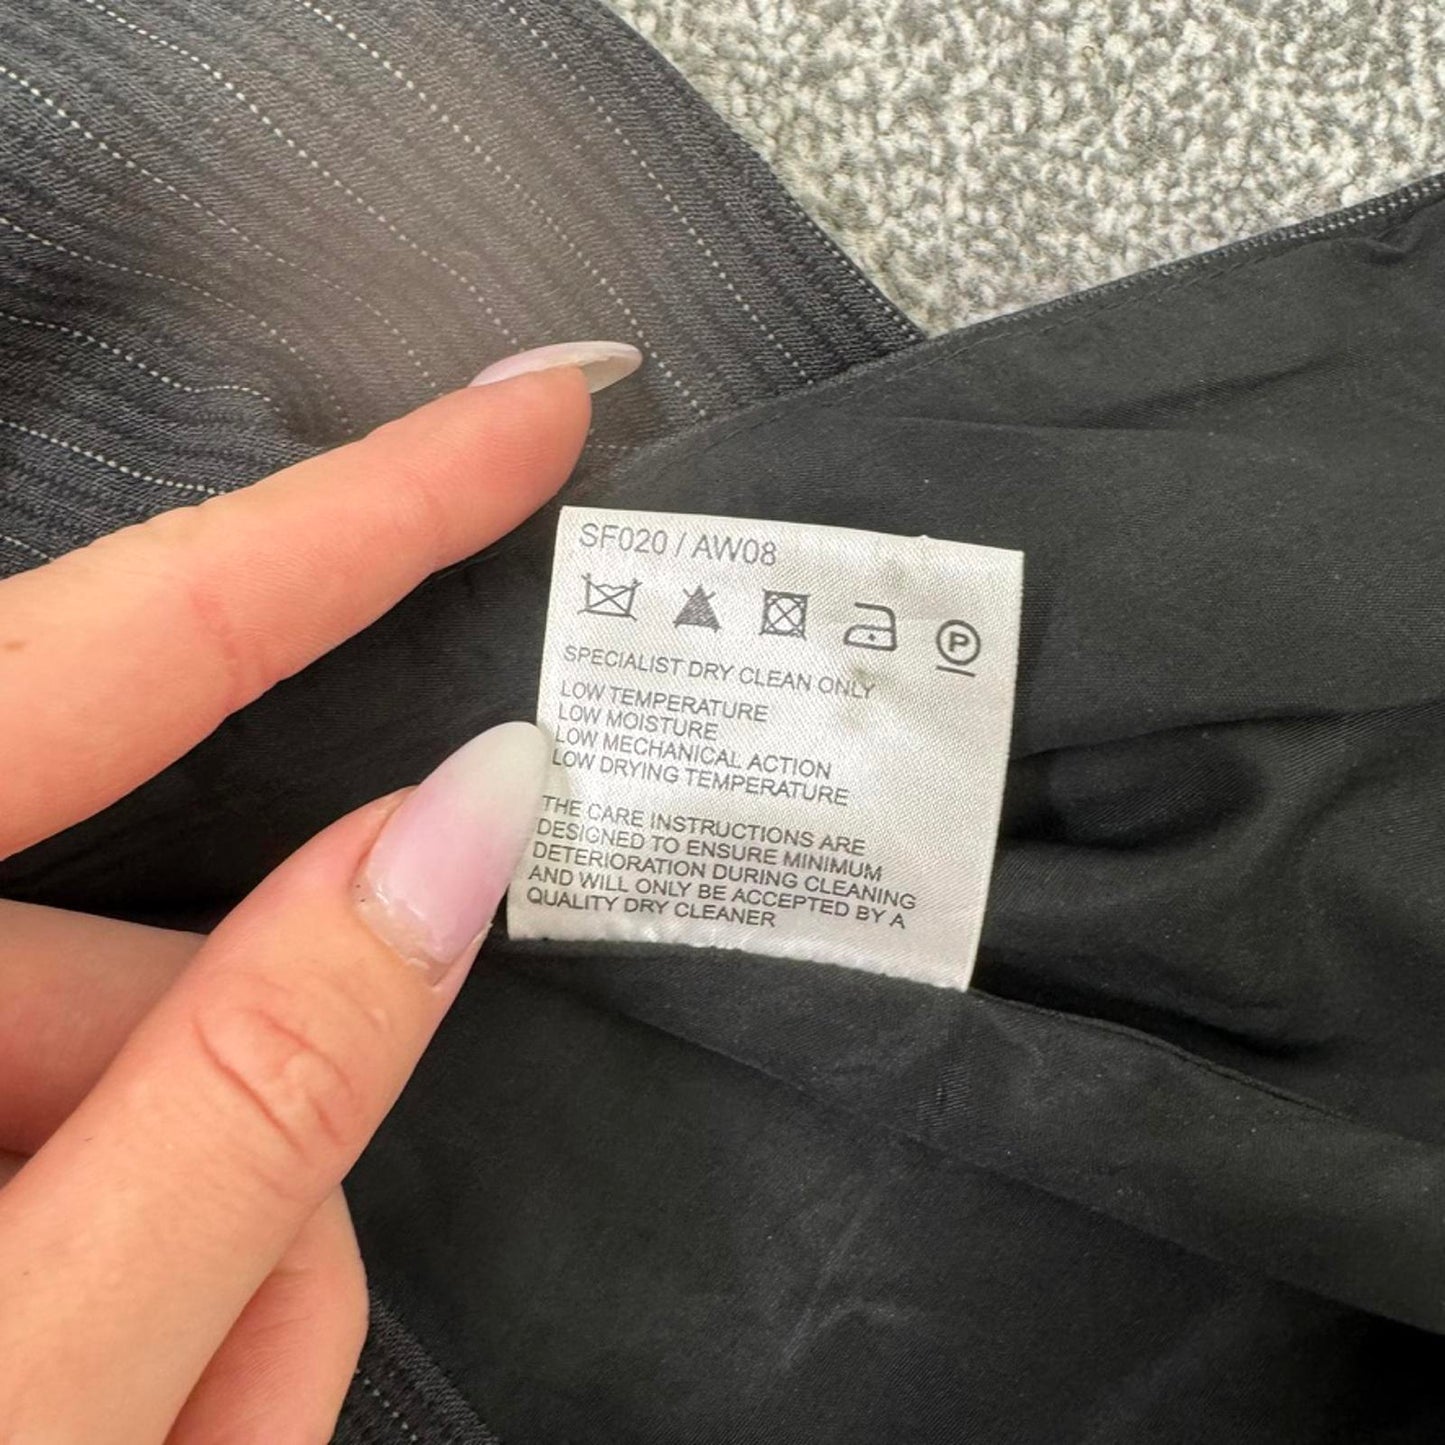 SF020 / AW08
P
SPECIALIST DRY CLEAN ONLY
LOW TEMPERATURE
LOW MOISTURE
LOW MECHANICAL ACTION
LOW DRYING TEMPERATURE
THE CARE INSTRUCTIONS ARE
DESIGNED TO ENSURE MINIMUM
DETERIORATION DURING CLEANING
AND WILL ONLY BE ACCEPTED BY A
QUALITY DRY CLEANER